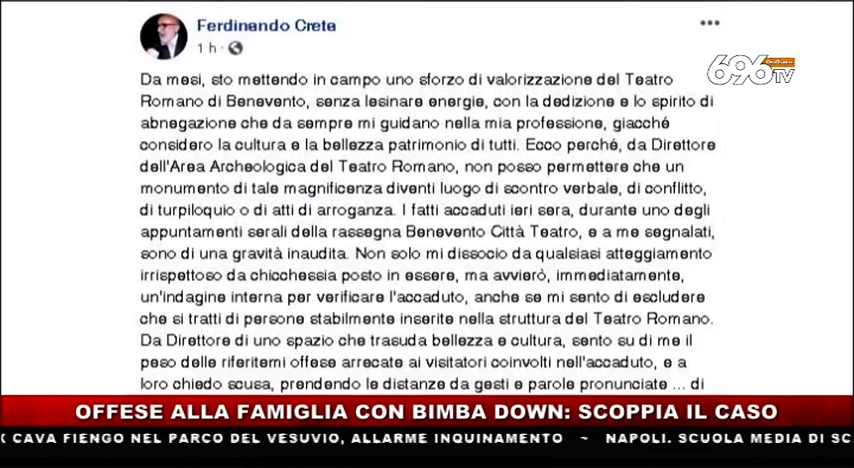 Ferdinando Creta
1 h ·
Da mesi, sto mettendo in campo uno sforzo di valorizzazione del Teatro
Romano di Benevento, senza lesinare energie, con la dedizione e lo spirito di
abnegazione che da sempre mi guidano nella mia professione, giacché
considero la cultura e la bellezza patrimonio di tutti. Ecco perché, da Direttore
dell'Area Archeologica del Teatro Romano, non posso permettere che un
monumento di tale magnificenza diventi luogo di scontro verbale, di conflitto,
di turpiloquio o di atti di arroganza. I fatti accaduti ieri sera, durante uno degli
appuntamenti serali della rassegna Benevento Città Teatro, e a me segnalati,
sono di una gravità inaudita. Non solo mi dissocio da qualsiasi atteggiamento
irrispettoso da chicchessia posto in essere, ma avvierò, immediatamente,
un'indagine interna per verificare l'accaduto, anche se mi sento di escludere
che si tratti di persone stabilmente inserite nella struttura del Teatro Romano.
Da Direttore di uno spazio che trasuda bellezza e cultura, sento su di me il
peso delle riferitemi offese arrecate ai visitatori coinvolti nell'accaduto, e a
loro chiedo scusa, prendendo le distanze da gesti e parole pronunciate ... di
696 TV
OFFESE ALLA FAMIGLIA CON BIMBA DOWN: SCOPPIA IL CASO
X CAVA FIENGO NEL PARCO DEL VESUVIO, ALLARME INQUINAMENTO ~ NAPOLI. SCUOLA MEDIA DI SC